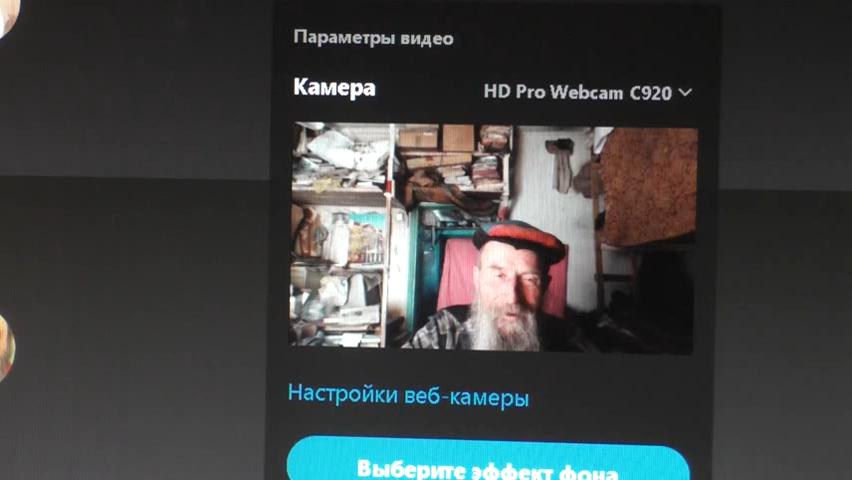 Параметры видео
Камера
HD Pro Webcam C920
Настройки веб-камеры
Выберите эффект фона